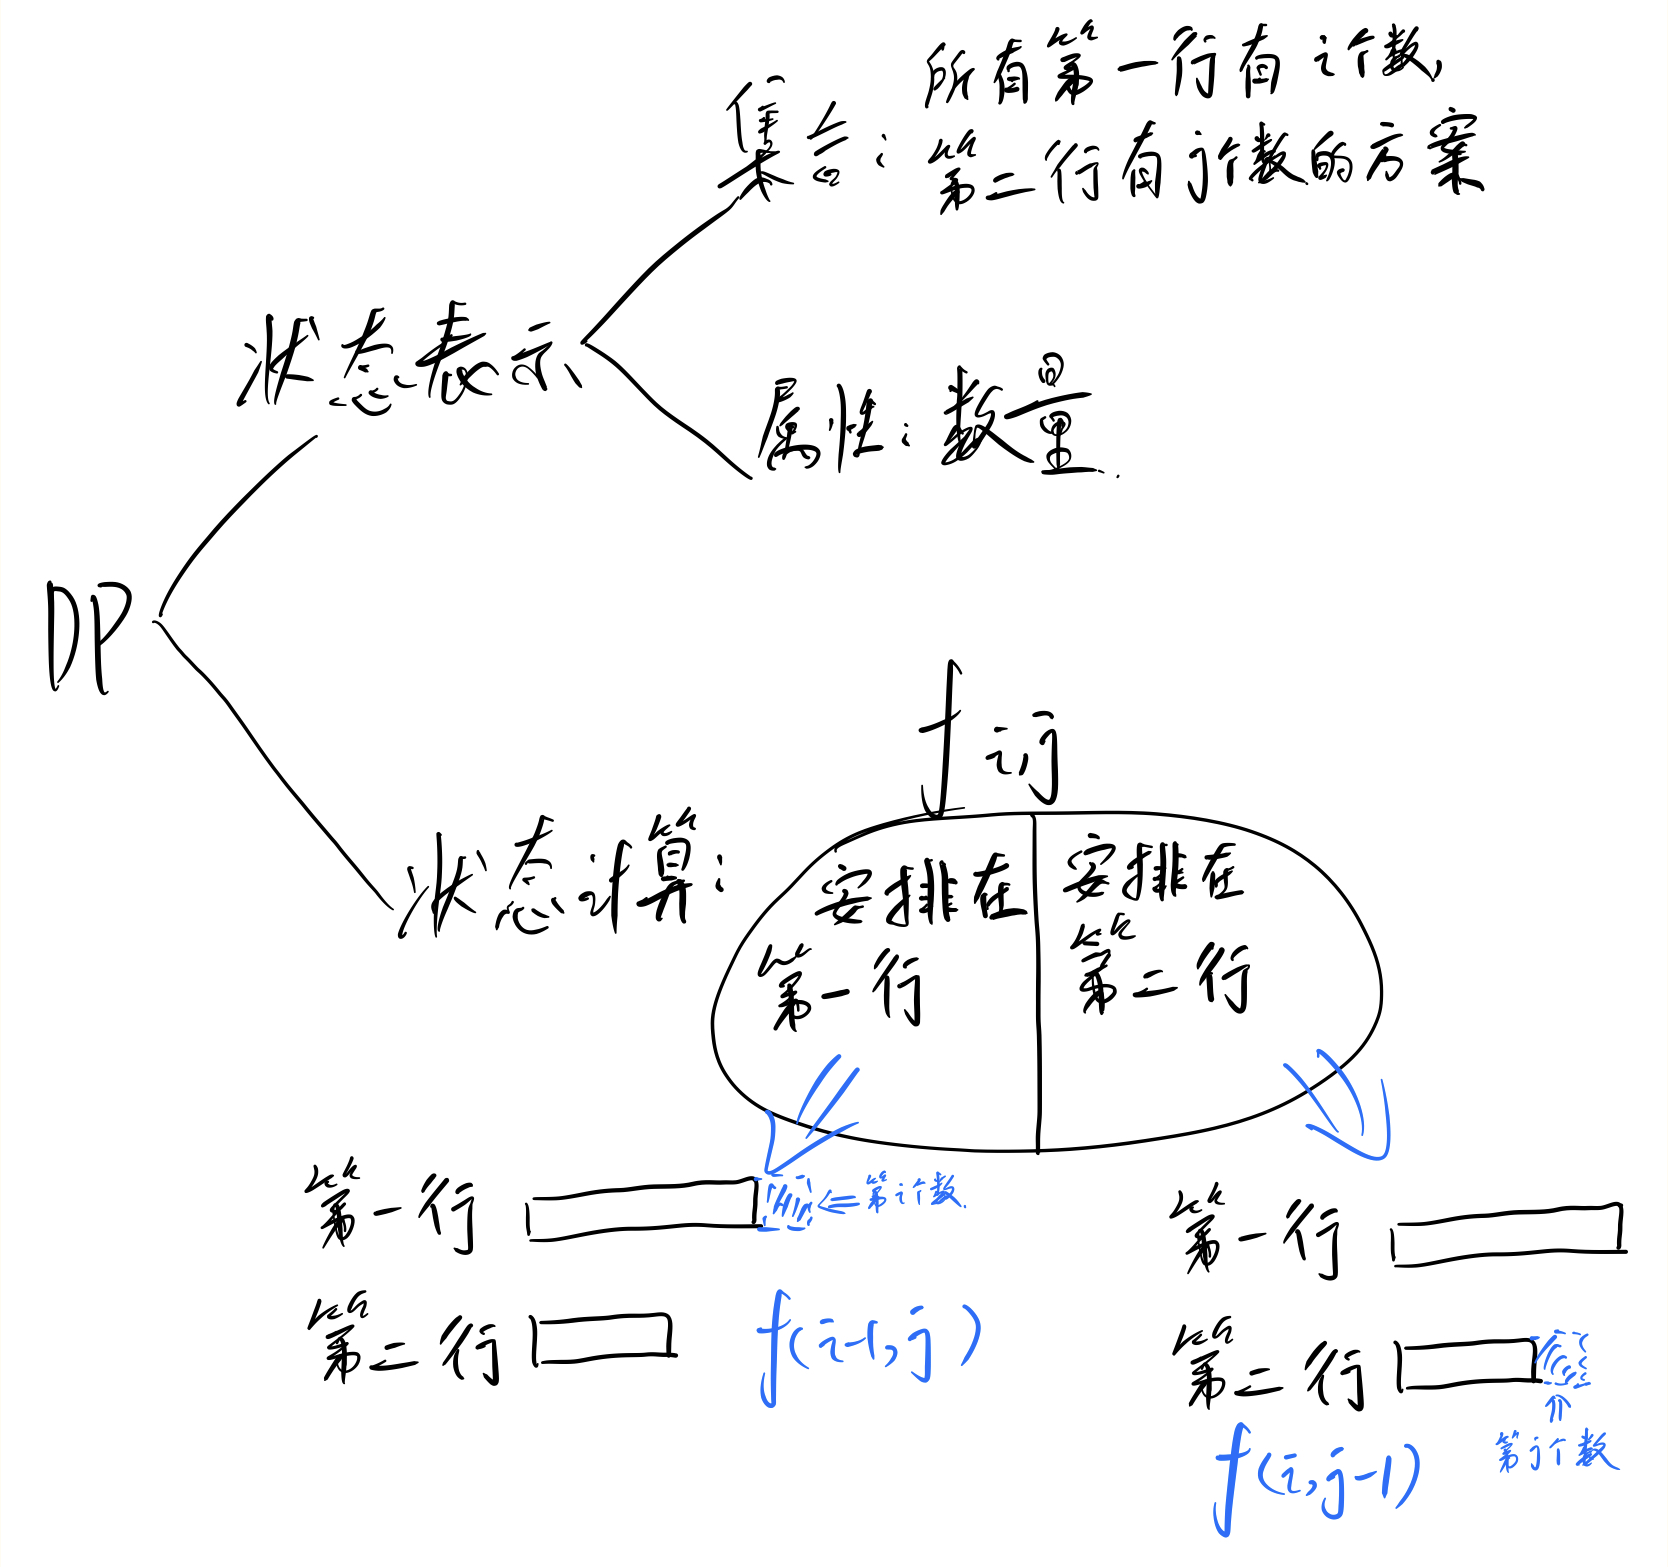 集合：所有第一行有i个数，
第二行有j个数的方案
状态表示
属性：数量.
DP
f i,j
状态计算：
安排在
第一行
安排在
第二行
第一行
←第i个数.
第二行
f(i-1,j)
第一行
第二行
第j个数
f(i,j-1)